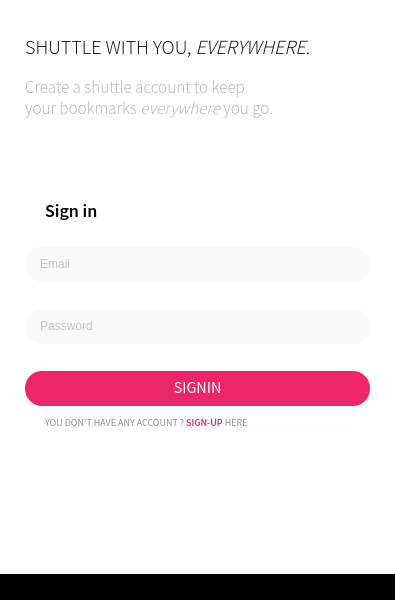 SHUTTLE WITH YOU, EVERYWHERE.
Create a shuttle account to keep
your bookmarks everywhere you go.
Sign in
Email
Password
SIGNIN
YOU DON'T HAVE ANY ACCOUNT ? SIGN-UP HERE